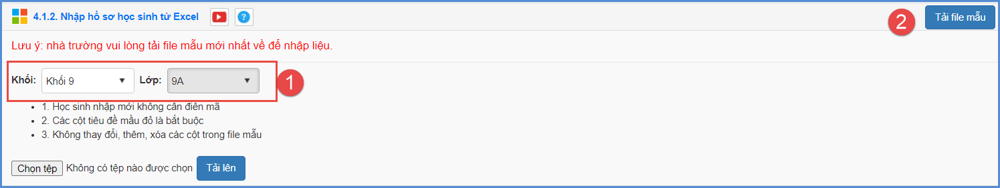 4.1.2. Nhập hồ sơ học sinh từ Excel ? 2 Tải file mẫu
Lưu ý: nhà trường vui lòng tải file mẫu mới nhất về để nhập liệu.
Khối: Khối 9 Lớp: 9A 1
1. Học sinh nhập mới không cần điền mã
2. Các cột tiêu đề mầu đỏ là bắt buộc
3. Không thay đổi, thêm, xóa các cột trong file mẫu
Chọn tệp Không có tệp nào được chọn Tải lên